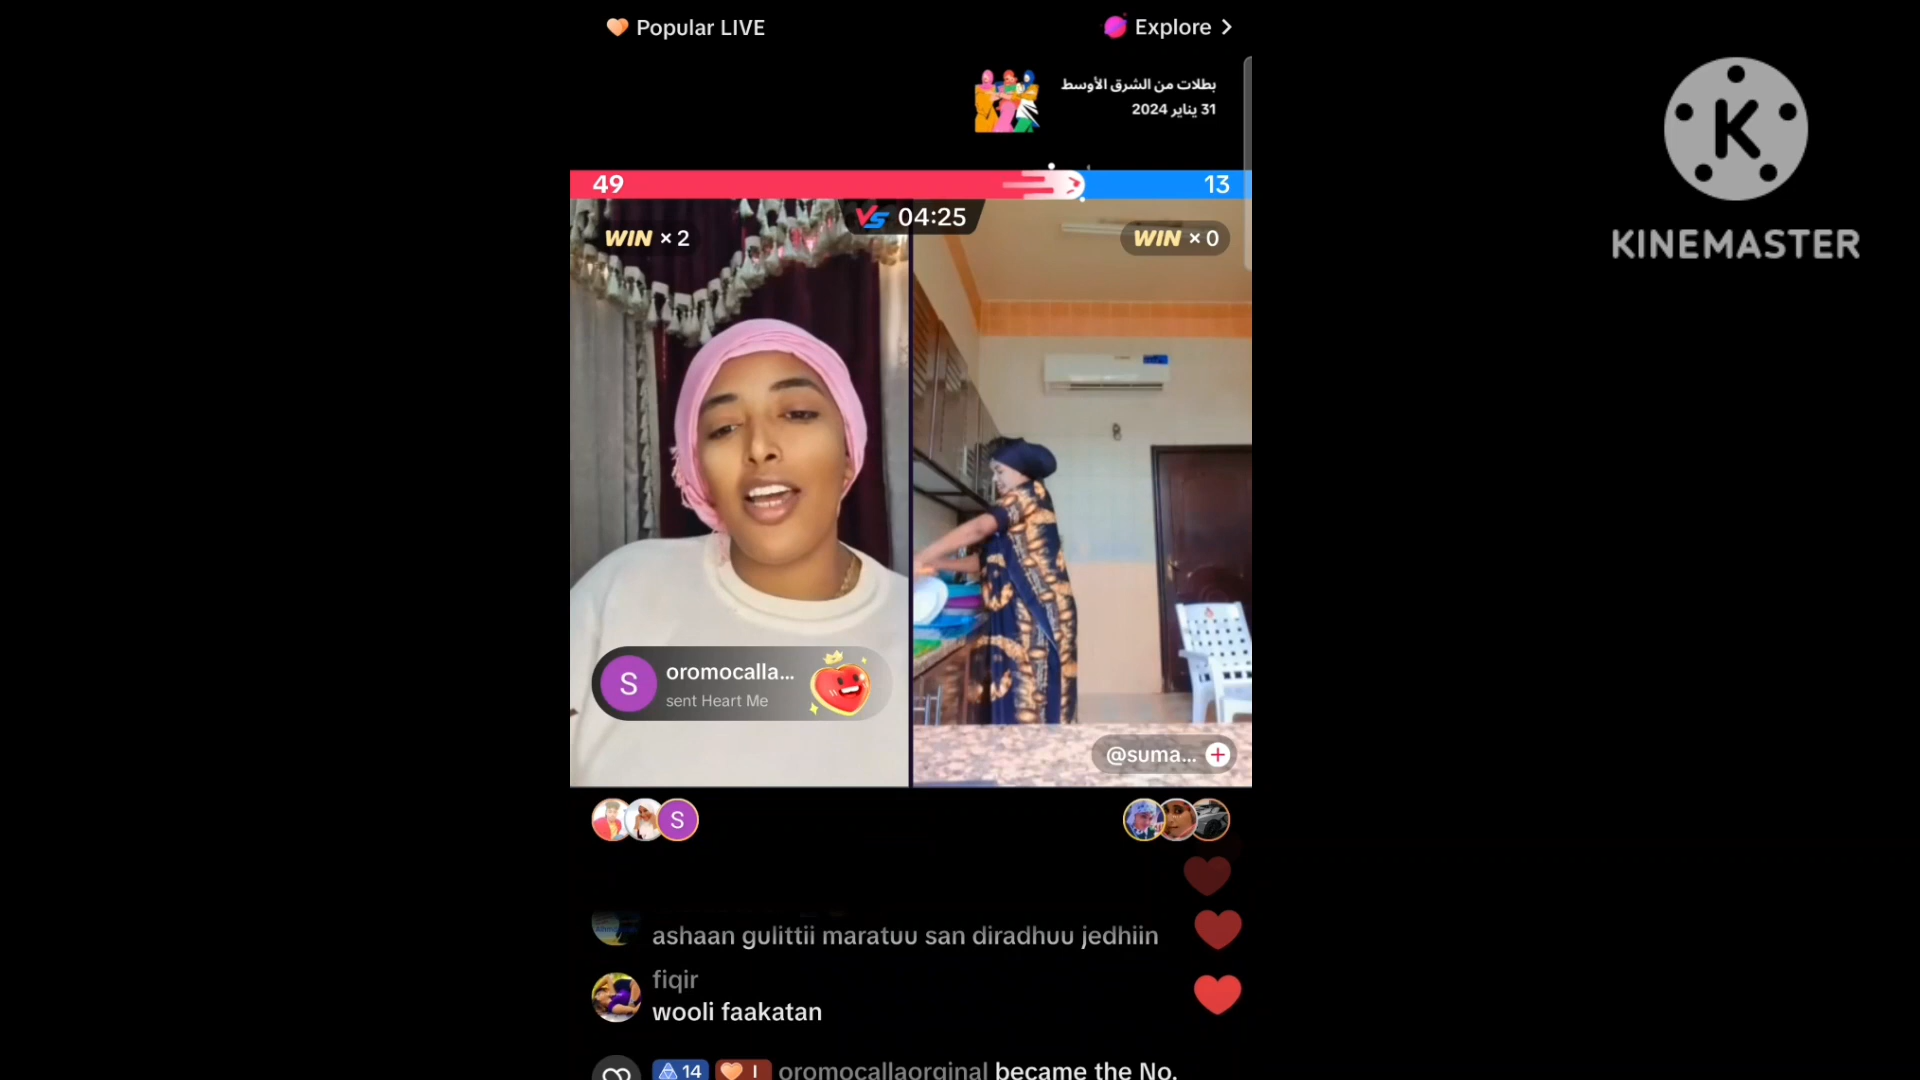 Popular LIVE
Explore >
بطلات من الشرق الأوسط
31 يناير 2024
49
13
VS 04:25
WIN × 2
WIN × 0
K
KINEMASTER
S
oromocalla...
sent Heart Me
@suma...
S
ashaan gulittii maratuu san diradhuu jedhiin
fiqir
wooli faakatan
14 I oromocallaorginal became the No.